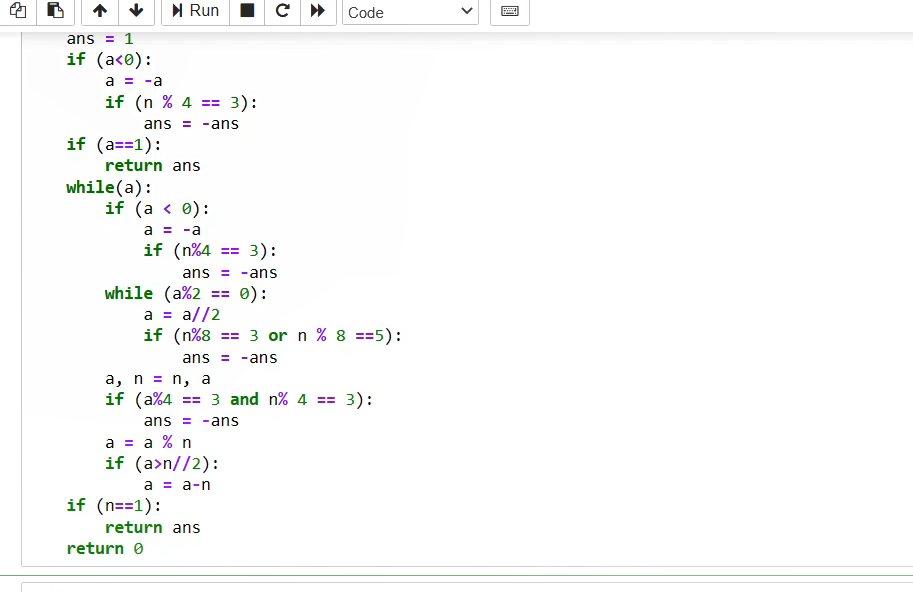 Run
Code
    ans = 1
    if (a<0):
        a = -a
        if (n % 4 == 3):
            ans = -ans
    if (a==1):
        return ans
    while(a):
        if (a < 0):
            a = -a
            if (n%4 == 3):
                ans = -ans
        while (a%2 == 0):
            a = a//2
            if (n%8 == 3 or n % 8 ==5):
                ans = -ans
        a, n = n, a
        if (a%4 == 3 and n% 4 == 3):
            ans = -ans
        a = a % n
        if (a>n//2):
            a = a-n
    if (n==1):
        return ans
    return 0